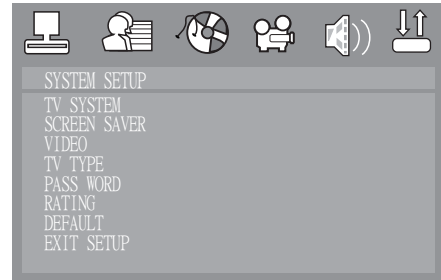 SYSTEM SETUP
TV SYSTEM
SCREEN SAVER
VIDEO
TV TYPE
PASS WORD
RATING
DEFAULT
EXIT SETUP